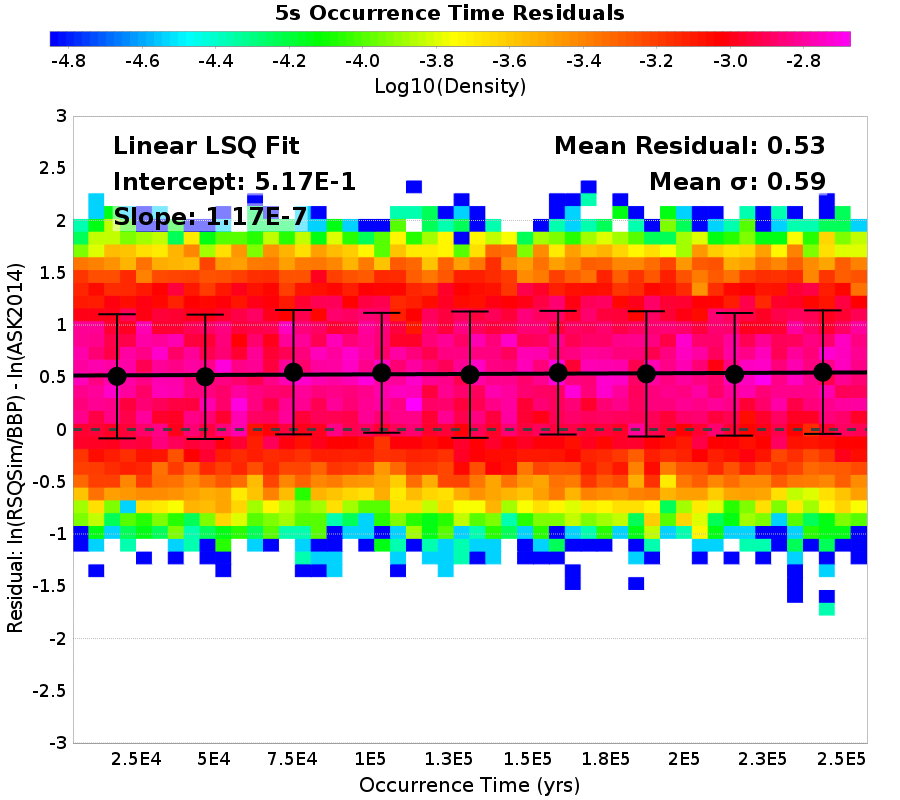 5s Occurrence Time Residuals
-4.8 -4.6 -4.4 -4.2 -4.0 -3.8 -3.6 -3.4 -3.2 -3.0 -2.8
Log10(Density)
Linear LSQ Fit
Intercept: 5.17E-1
Slope: 1.17E-7
Mean Residual: 0.53
Mean σ: 0.59
Residual: ln(RSQSim/BBP) - ln(ASK2014)
3
2.5
2
1.5
1
0.5
0
-0.5
-1
-1.5
-2
-2.5
-3
2.5E4 5E4 7.5E4 1E5 1.3E5 1.5E5 1.8E5 2E5 2.3E5 2.5E5
Occurrence Time (yrs)